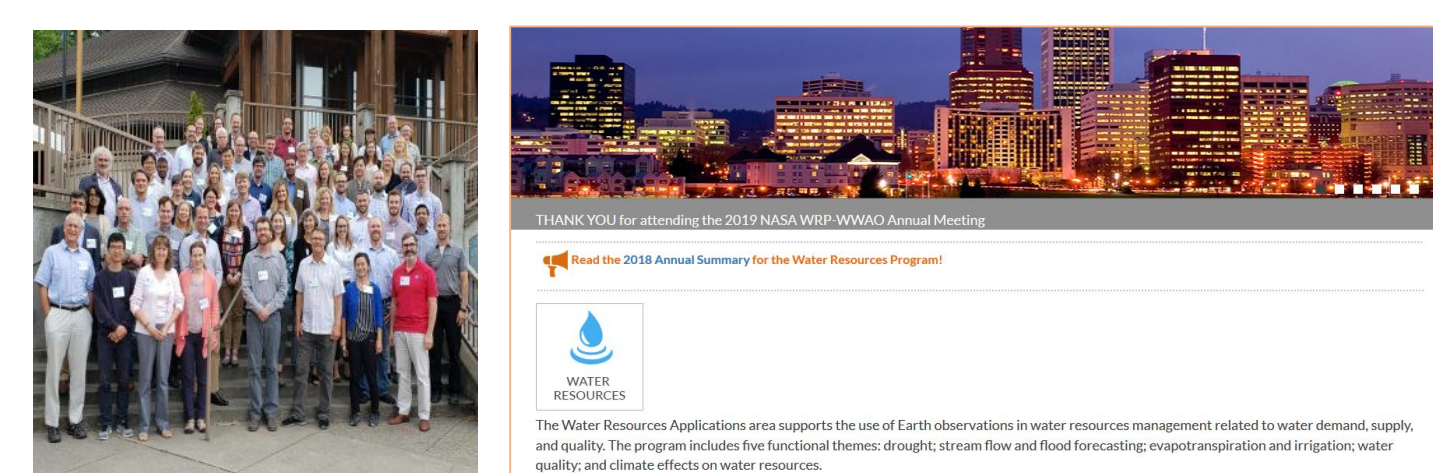 THANK YOU for attending the 2019 NASA WRP-WWAO Annual Meeting
Read the 2018 Annual Summary for the Water Resources Program!
WATER
RESOURCES
The Water Resources Applications area supports the use of Earth observations in water resources management related to water demand, supply,
and quality. The program includes five functional themes: drought; stream flow and flood forecasting; evapotranspiration and irrigation; water
quality; and climate effects on water resources.